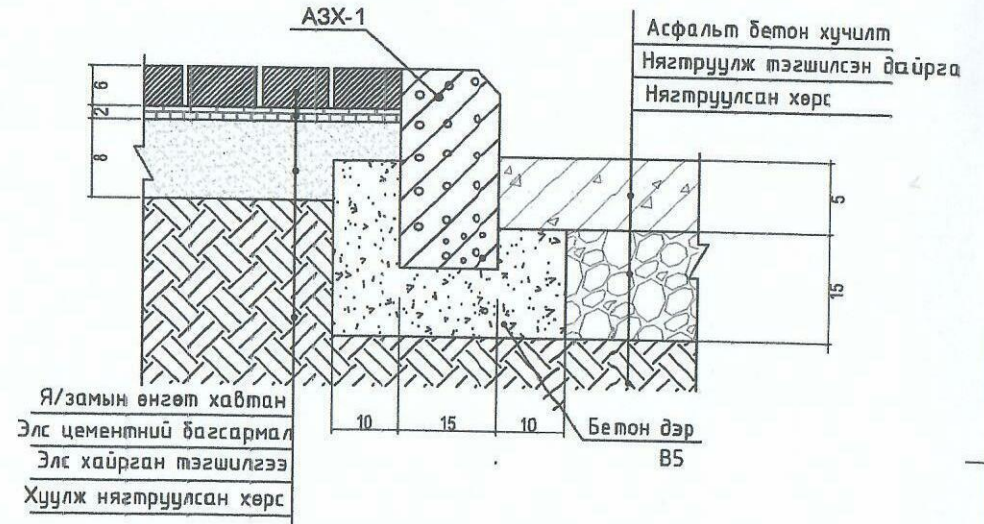 АЗХ-1
Асфальт бетон хучилт
Нягтруулж тэгшилсэн дайрга
Нягтруулсан хөрс
6
2
8
5
15
10
15
10
Я/замын өнгөт хавтан
Элс цементний багсармал
Элс хайрган тэгшилгээ
Хуулж нягтруулсан хөрс
Бетон дэр
В5